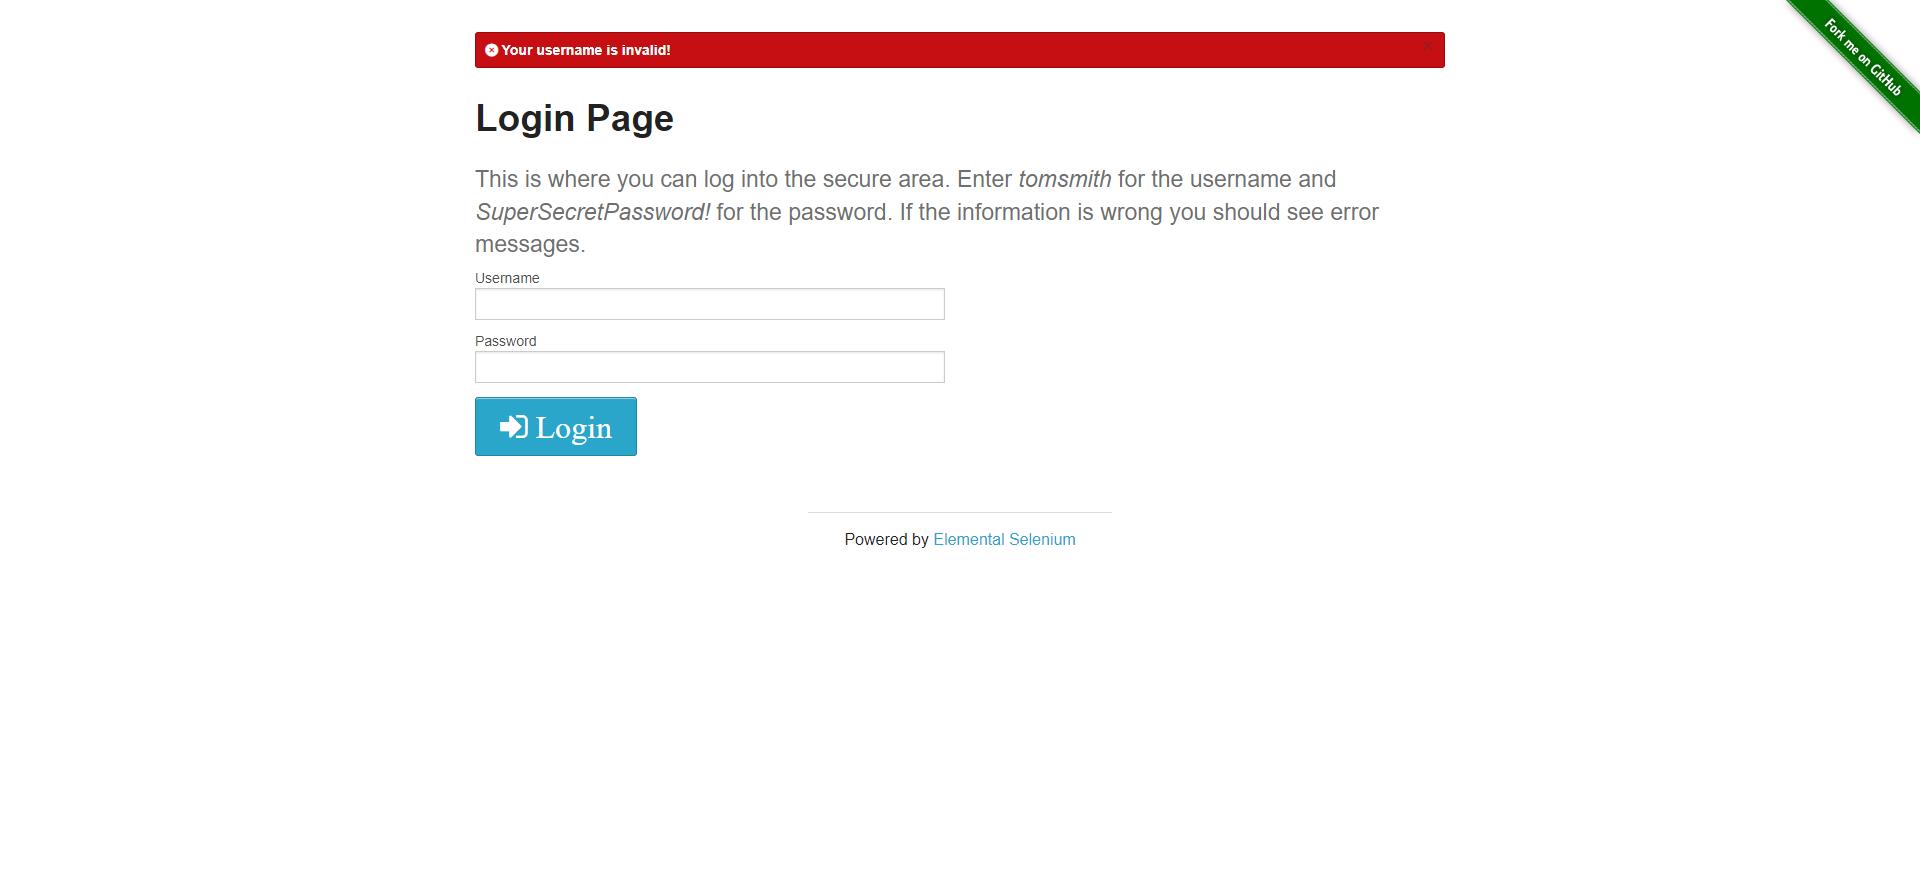 Your username is invalid!
×
Fork me on GitHub
Login Page
This is where you can log into the secure area. Enter tomsmith for the username and
SuperSecretPassword! for the password. If the information is wrong you should see error
messages.
Username
Password
Login
Powered by Elemental Selenium